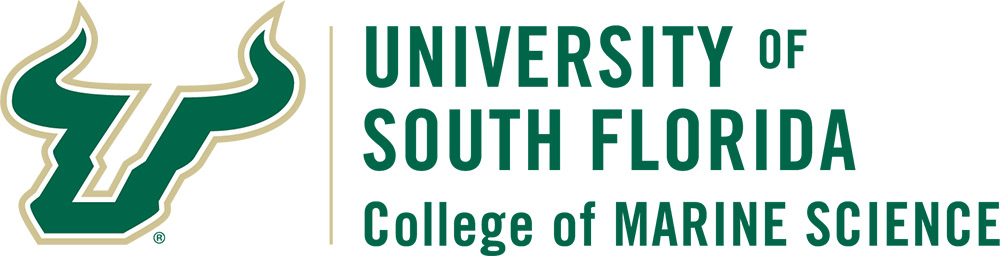 UNIVERSITY OF
SOUTH FLORIDA
College of MARINE SCIENCE
®